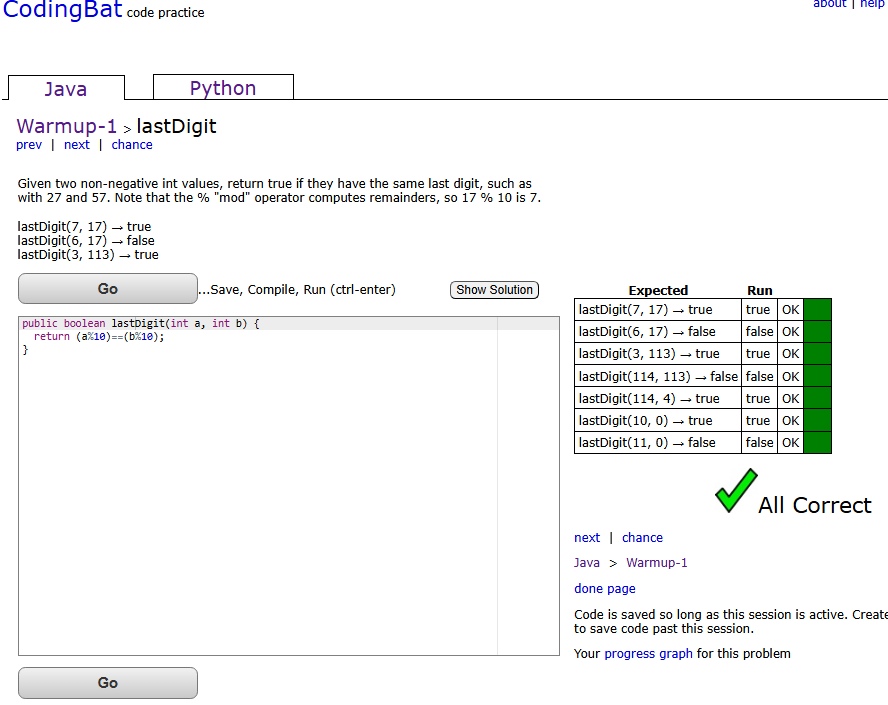 CodingBat code practice
about | help
Java
Python
Warmup-1 > lastDigit
prev | next | chance
Given two non-negative int values, return true if they have the same last digit, such as
with 27 and 57. Note that the % "mod" operator computes remainders, so 17 % 10 is 7.
lastDigit(7, 17) → true
lastDigit(6, 17) → false
lastDigit(3, 113) → true
Go
...Save, Compile, Run (ctrl-enter)
Show Solution
public boolean lastDigit(int a, int b) {
  return (a%10)==(b%10);
}
Go
Expected Run
lastDigit(7, 17) → true true OK
lastDigit(6, 17) → false false OK
lastDigit(3, 113) → true true OK
lastDigit(114, 113) → false false OK
lastDigit(114, 4) → true true OK
lastDigit(10, 0) → true true OK
lastDigit(11, 0) → false false OK
All Correct
next | chance
Java > Warmup-1
done page
Code is saved so long as this session is active. Create
to save code past this session.
Your progress graph for this problem